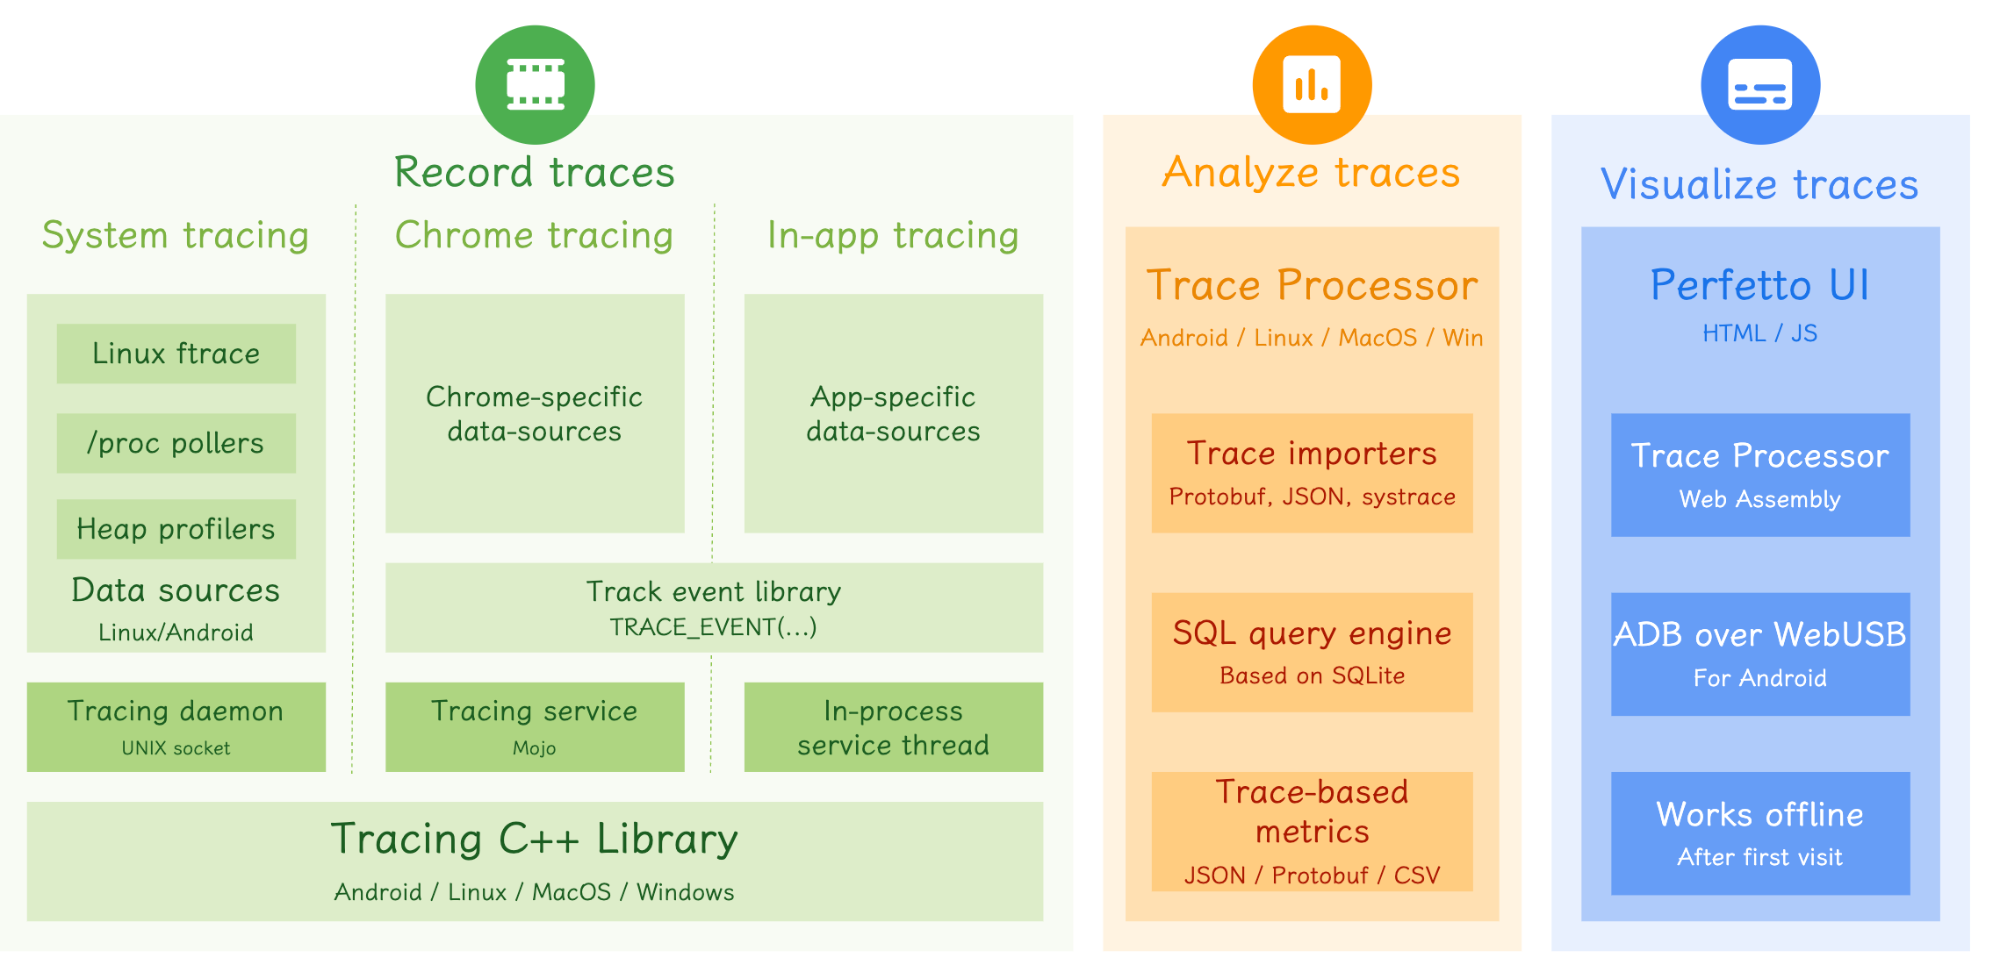 Record traces
System tracing
Linux ftrace
/proc pollers
Heap profilers
Data sources
Linux/Android
Tracing daemon
UNIX socket
Chrome tracing
Chrome-specific
data-sources
In-app tracing
App-specific
data-sources
Track event library
TRACE_EVENT(...)
Tracing service
Mojo
In-process
service thread
Tracing C++ Library
Android / Linux / MacOS / Windows
Analyze traces
Trace Processor
Android / Linux / MacOS / Win
Trace importers
Protobuf, JSON, systrace
SQL query engine
Based on SQLite
Trace-based
metrics
JSON / Protobuf / CSV
Visualize traces
Perfetto UI
HTML / JS
Trace Processor
Web Assembly
ADB over WebUSB
For Android
Works offline
After first visit